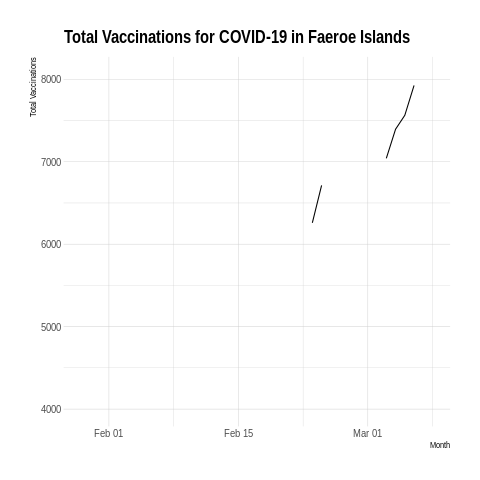 Total Vaccinations for COVID-19 in Faeroe Islands
Total Vaccinations
8000
7000
6000
5000
4000
Feb 01
Feb 15
Mar 01
Month